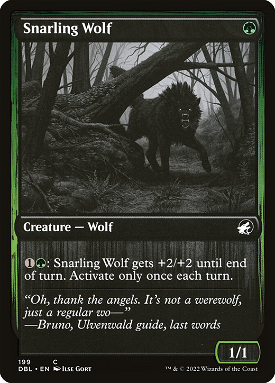 Snarling Wolf
Creature — Wolf
1: Snarling Wolf gets +2/+2 until end
of turn. Activate only once each turn.
"Oh, thank the angels. It's not a werewolf,
just a regular wo—"
—Bruno, Ulvenwald guide, last words
1/1
199 C
DBL • EN Ilse Gort
™ & © 2022 Wizards of the Coast